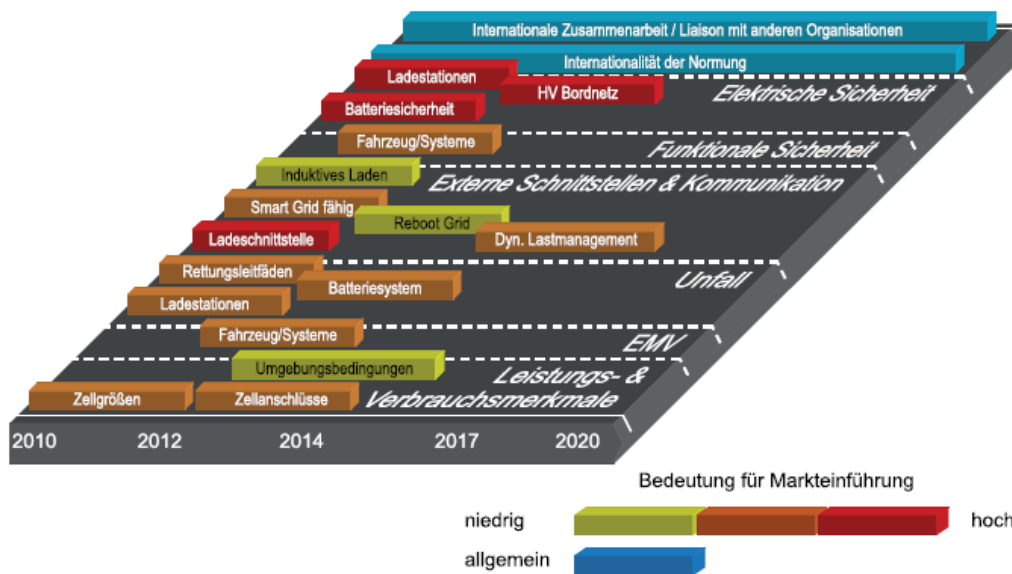 Internationale Zusammenarbeit / Liaison mit anderen Organisationen
Internationalität der Normung
Ladestationen
HV Bordnetz
Elektrische Sicherheit
Batteriesicherheit
Fahrzeug/Systeme
Funktionale Sicherheit
Induktives Laden
Externe Schnittstellen & Kommunikation
Smart Grid fähig
Reboot Grid
Ladeschnittstelle
Dyn. Lastmanagement
Rettungsleitfäden
Batteriesystem
Unfall
Ladestationen
Fahrzeug/Systeme
EMV
Umgebungsbedingungen
Leistungs- &
Verbrauchsmerkmale
Zellgrößen
Zellanschlüsse
2010 2012 2014 2017 2020
Bedeutung für Markteinführung
niedrig hoch
allgemein